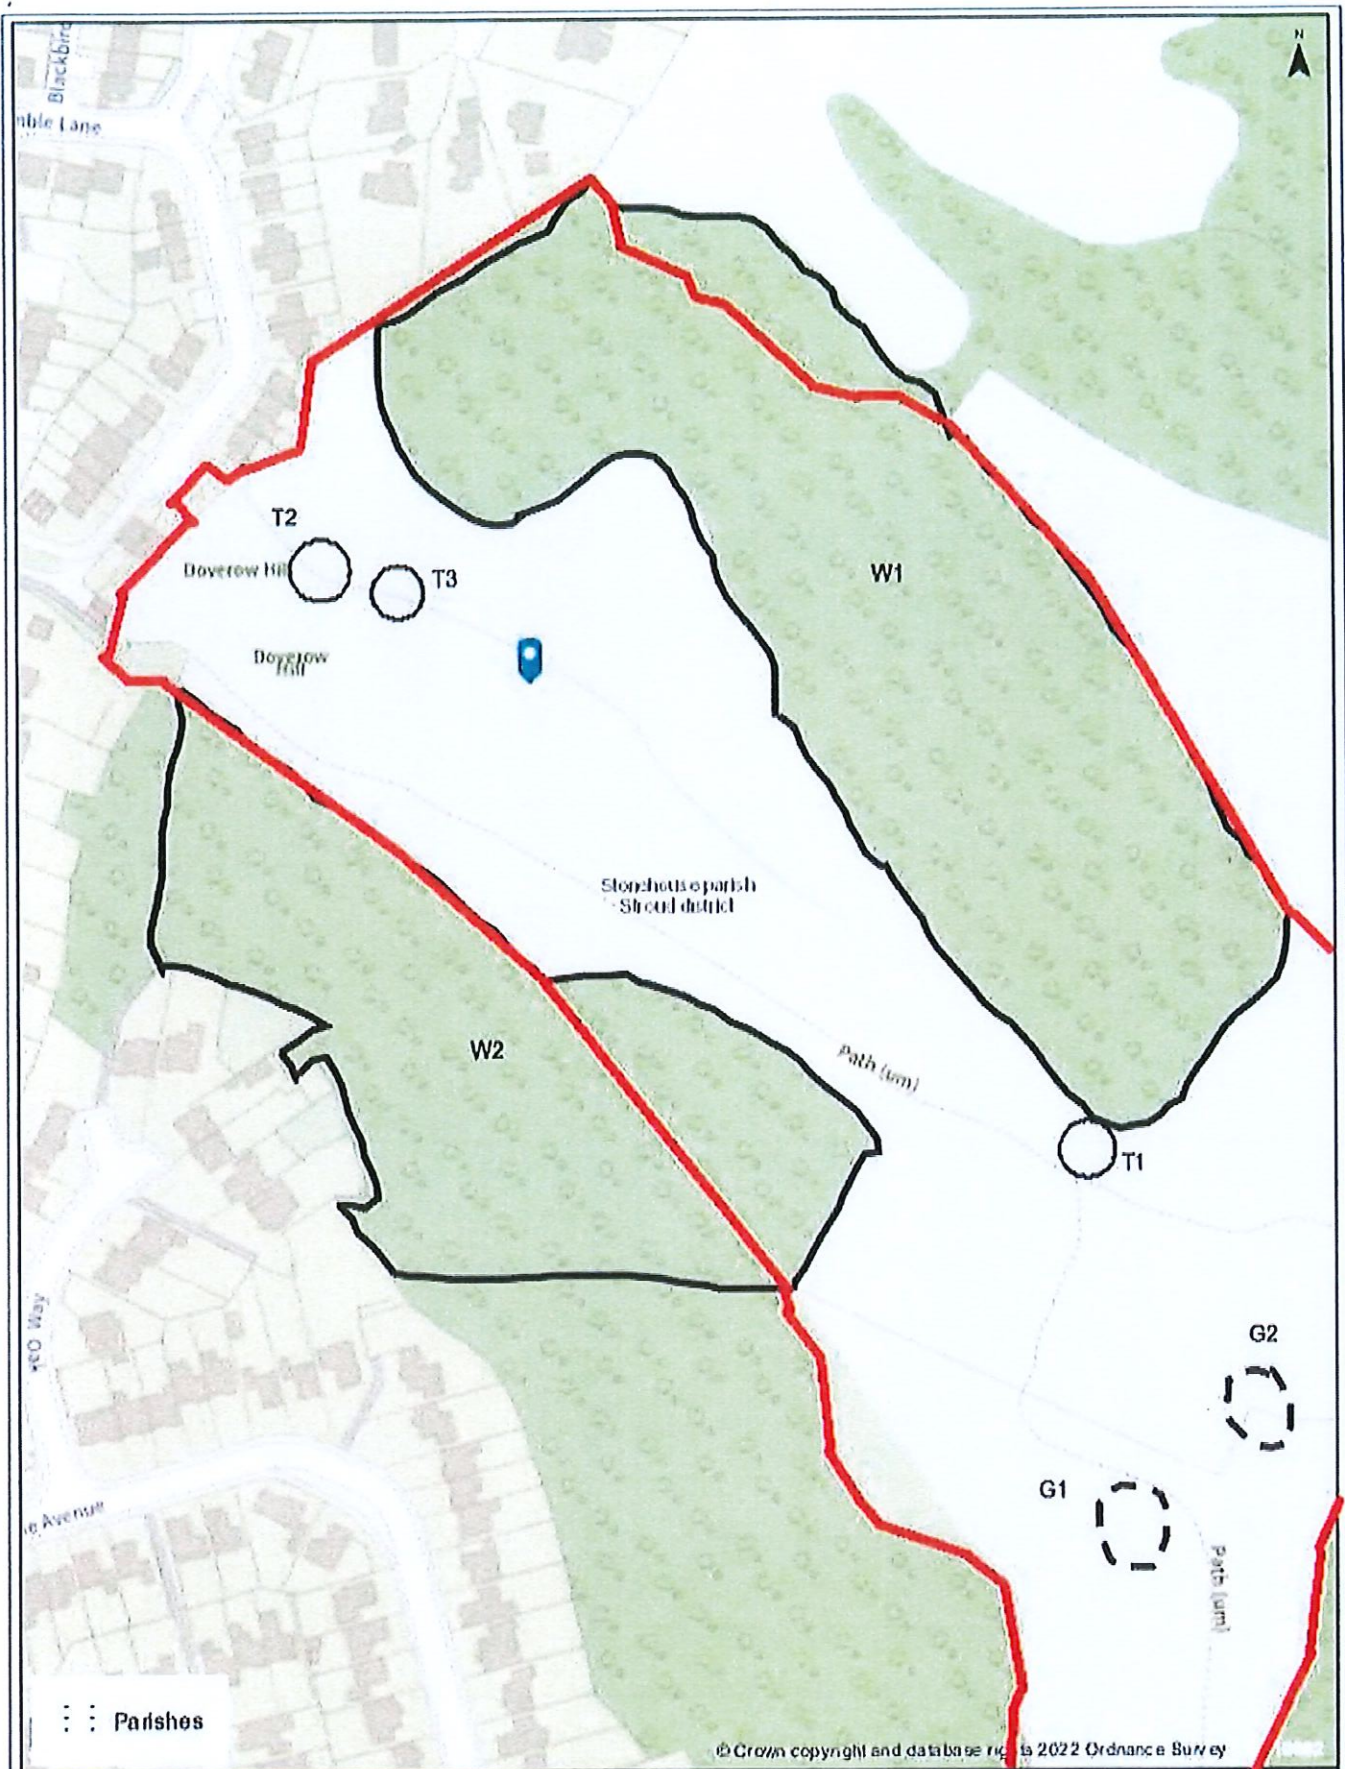 N
Blackbird
mble Lane
T2
Doverow Hill
T3
W1
Doverow
Hill
Stonehouse parish
Stroud district
W2
Path (um)
T1
G2
G1
Way
Path (um)
Avenue
Parishes
© Crown copyright and database rights 2022 Ordnance Survey